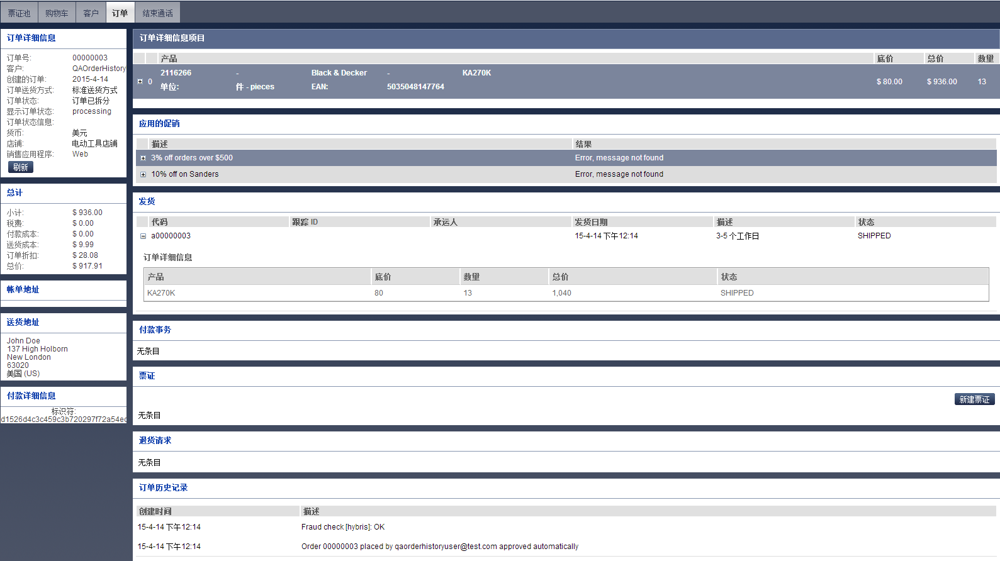 票证池 购物车 客户 订单 结束通话
订单详细信息
订单号: 00000003
客户: QAOrderHistory
创建的订单: 2015-4-14
订单送货方式: 标准送货方式
订单状态: 订单已拆分
显示订单状态: processing
订单状态信息:
货币: 美元
店铺: 电动工具店铺
销售应用程序: Web
刷新
总计
小计: $ 936.00
税费: $ 0.00
付款成本: $ 0.00
送货成本: $ 9.99
订单折扣: $ 28.08
总价: $ 917.91
帐单地址
送货地址
John Doe
137 High Holborn
New London
63020
美国 (US)
付款详细信息
标识符:
d1526d4c3c459c3b720297f72a54ec
订单详细信息项目
产品 底价 总价 数量
2116266 - Black & Decker - KA270K
0 $ 80.00 $ 936.00 13
单位: 件 - pieces EAN: 5035048147764
应用的促销
描述 结果
3% off orders over $500 Error, message not found
10% off on Sanders Error, message not found
发货
代码 跟踪 ID 承运人 发货日期 描述 状态
a00000003 15-4-14 下午12:14 3-5 个工作日 SHIPPED
订单详细信息
产品 底价 数量 总价 状态
KA270K 80 13 1,040 SHIPPED
付款事务
无条目
票证
新建票证
无条目
退货请求
无条目
订单历史记录
创建时间 描述
15-4-14 下午12:14 Fraud check [hybris]: OK
15-4-14 下午12:14 Order 00000003 placed by qaorderhistoryuser@test.com approved automatically